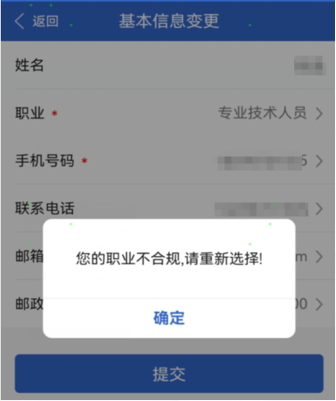 返回 基本信息变更
姓名
职业 * 专业技术人员
手机号码 * 5
联系电话
邮箱 m
您的职业不合规,请重新选择!
邮政 00
确定
提交